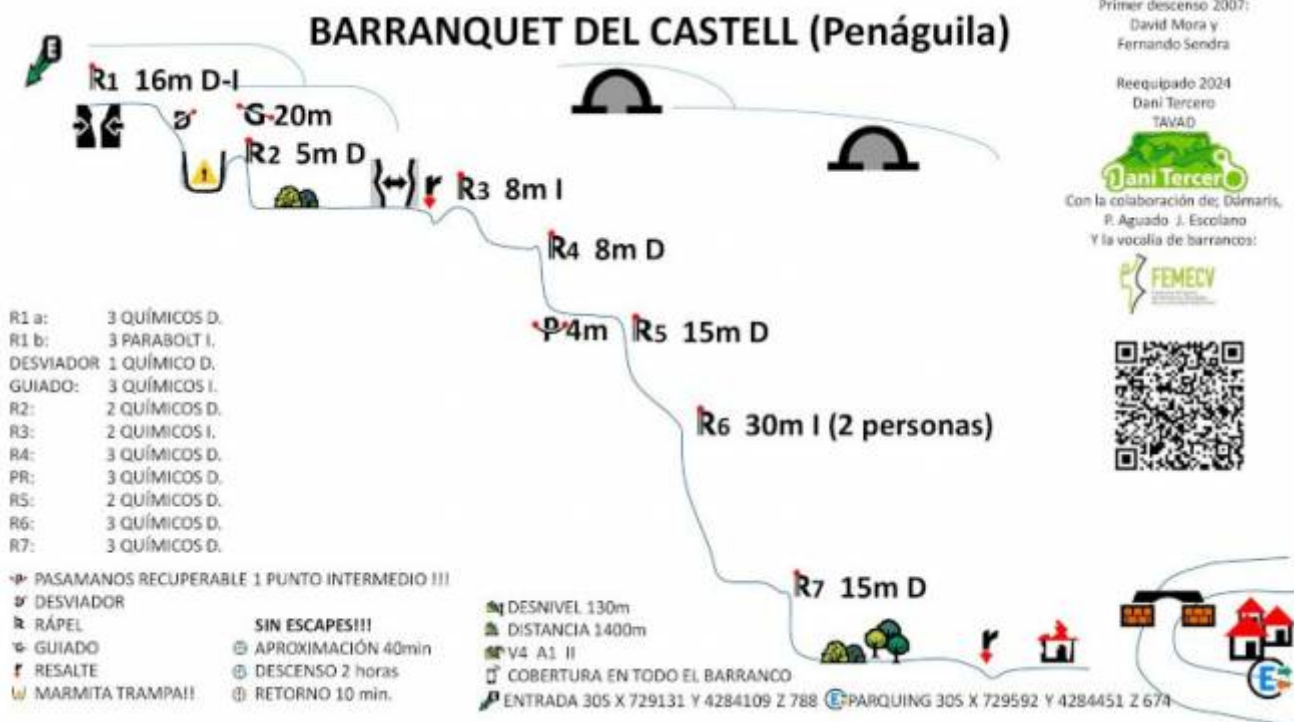 BARRANQUET DEL CASTELL (Penáguila)
Primer descenso 2007:
David Mora y
Fernando Sendra
Reequipado 2024
Dani Tercero
TAVAD
Dani Tercero
Con la colaboración de; Dámaris,
P. Aguado J. Escolano
Y la vocalía de barrancos:
FEMECV
E
R1 16m D-I
D
G 20m
R2 5m D
r
R3 8m I
R4 8m D
P 4m
R5 15m D
R6 30m I (2 personas)
R7 15m D
r
R1 a: 3 QUÍMICOS D.
R1 b: 3 PARABOLT I.
DESVIADOR 1 QUÍMICO D.
GUIADO: 3 QUÍMICOS I.
R2: 2 QUÍMICOS D.
R3: 2 QUIMICOS I.
R4: 3 QUÍMICOS D.
PR: 3 QUÍMICOS D.
R5: 2 QUÍMICOS D.
R6: 3 QUÍMICOS D.
R7: 3 QUÍMICOS D.
P PASAMANOS RECUPERABLE 1 PUNTO INTERMEDIO !!!
D DESVIADOR
R RÁPEL
G GUIADO
r RESALTE
MARMITA TRAMPA!!
SIN ESCAPES!!!
APROXIMACIÓN 40min
DESCENSO 2 horas
RETORNO 10 min.
DESNIVEL 130m
DISTANCIA 1400m
V4 A1 II
COBERTURA EN TODO EL BARRANCO
ENTRADA 30S X 729131 Y 4284109 Z 788 E PARQUING 30S X 729592 Y 4284451 Z 674
E